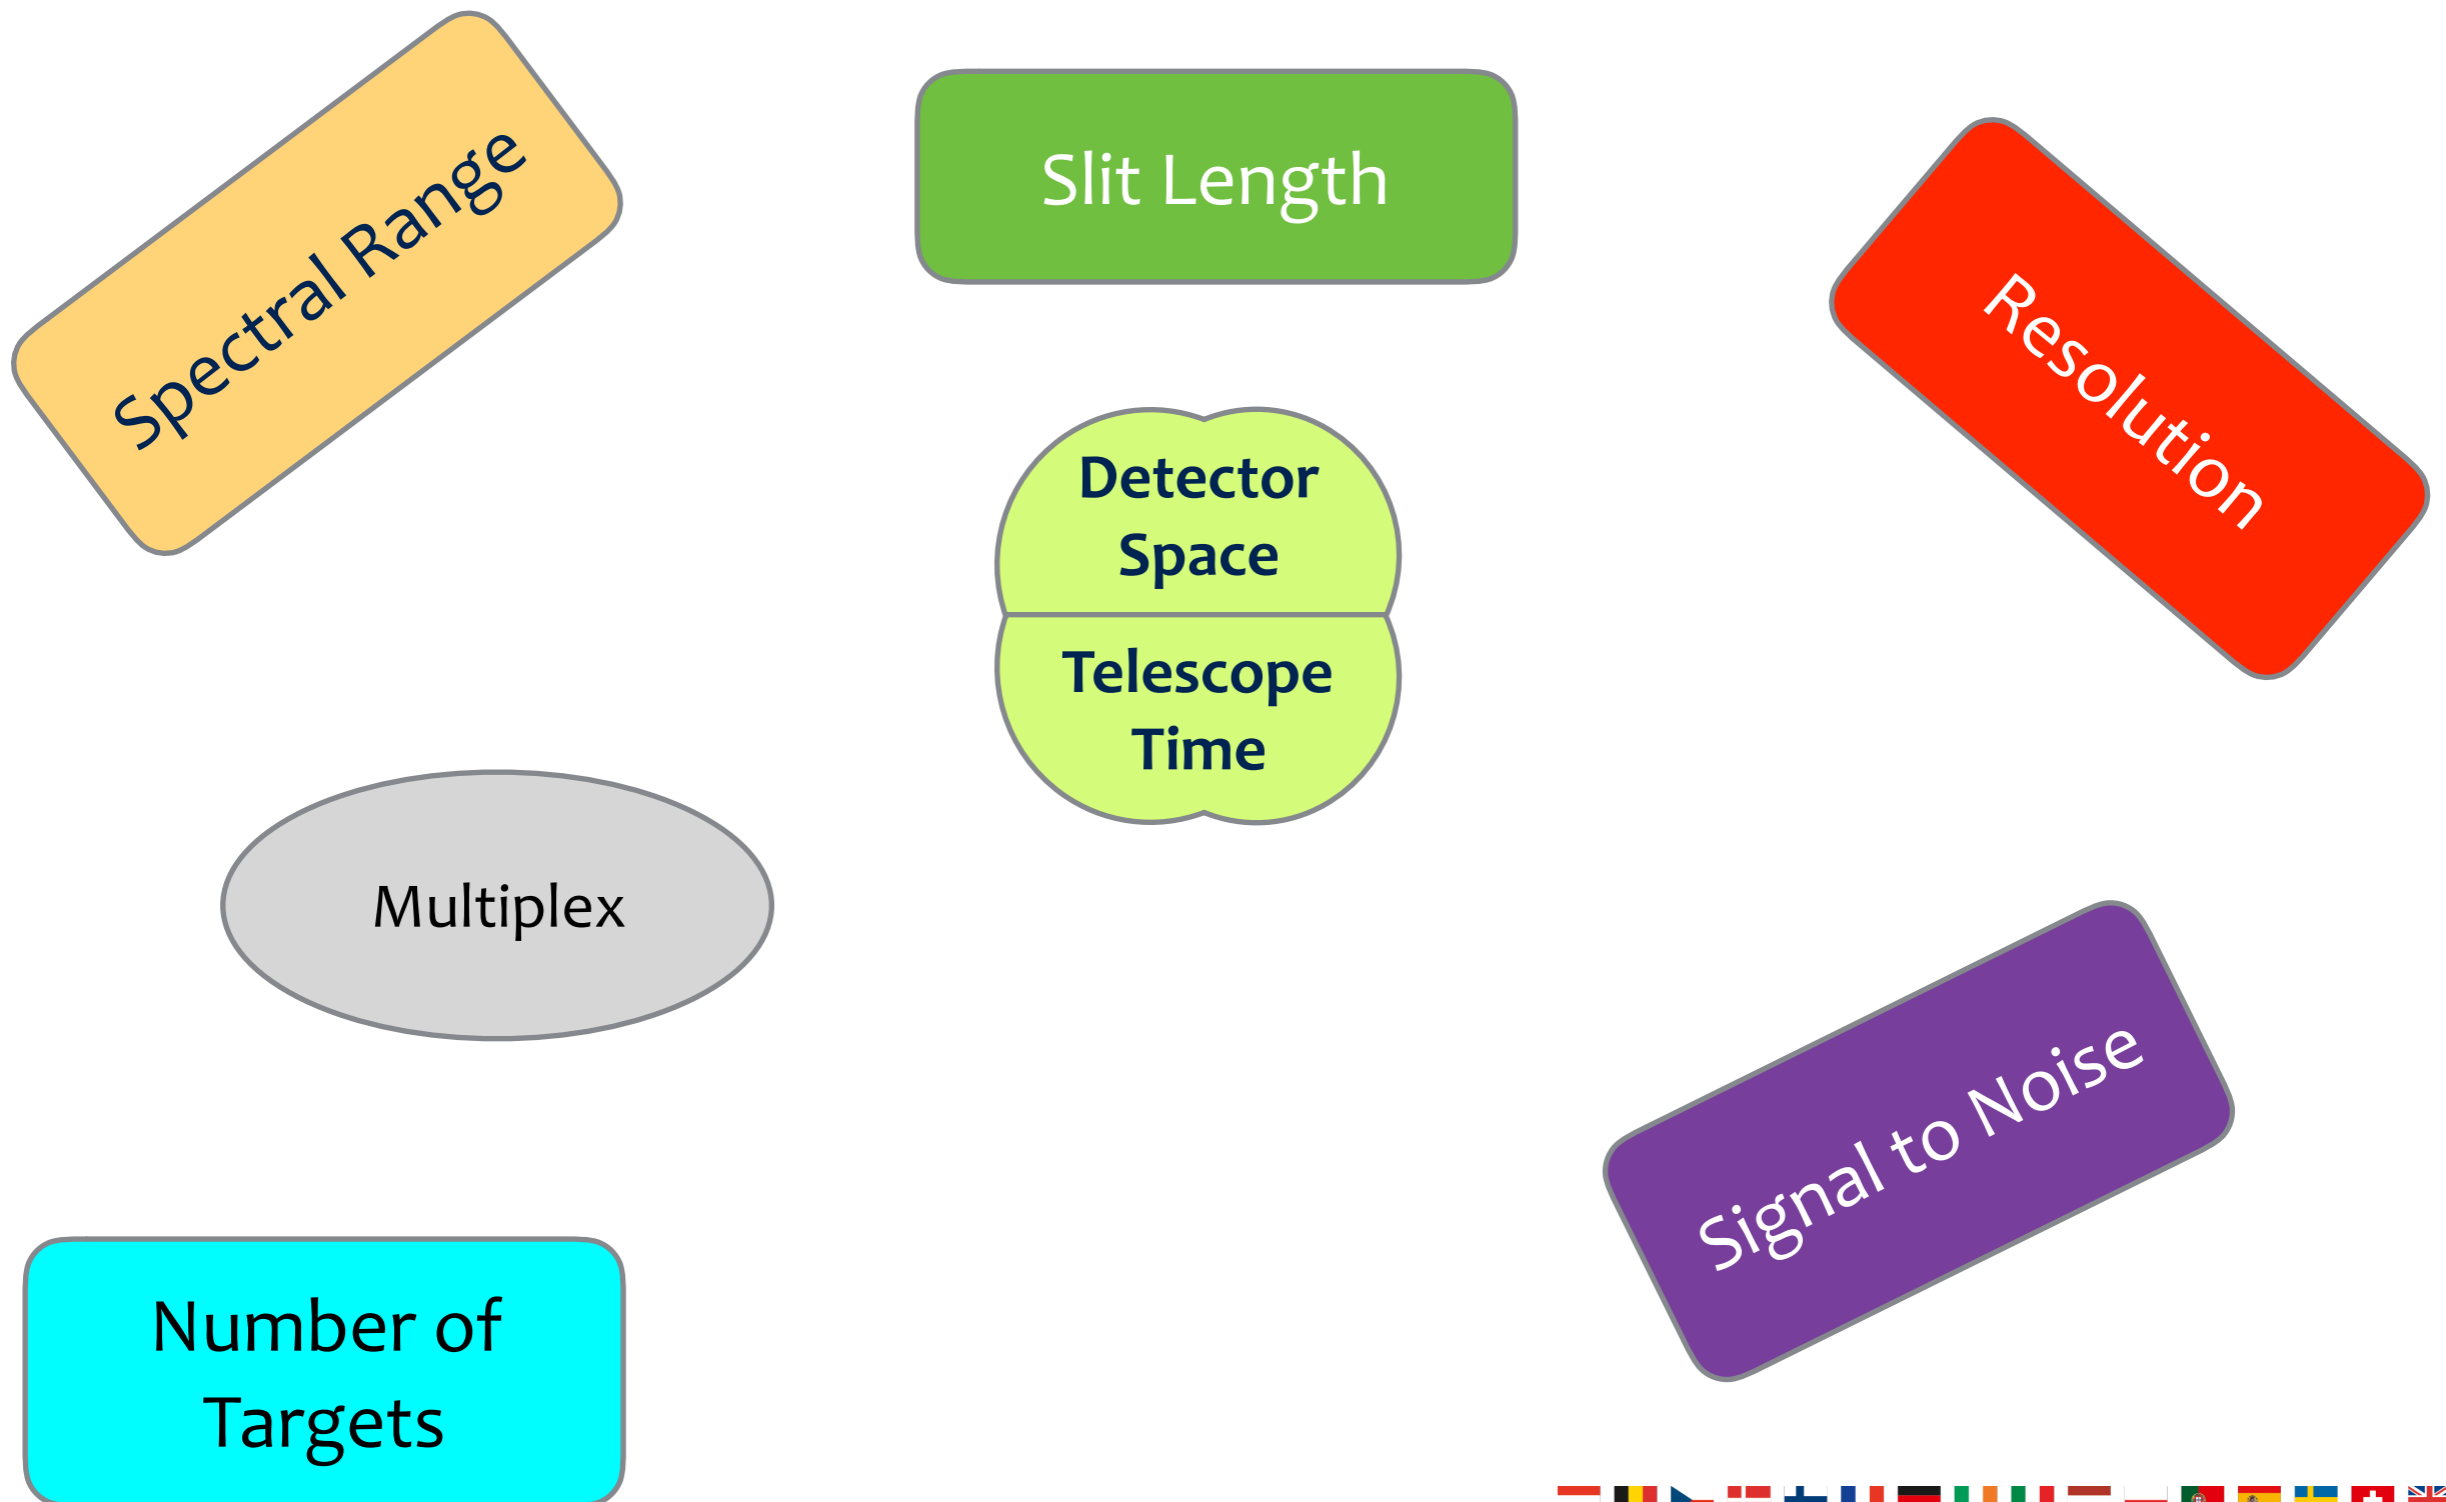 Spectral Range
Slit Length
Resolution
Detector
Space
Telescope
Time
Multiplex
Signal to Noise
Number of
Targets